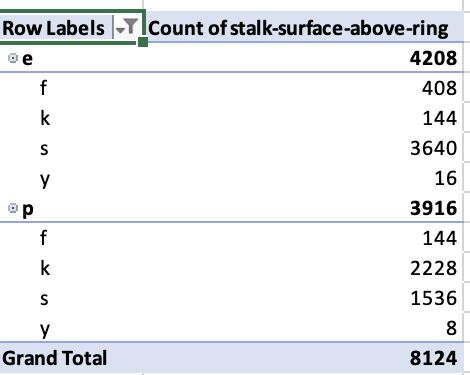 Row Labels Count of stalk-surface-above-ring
e 4208
f 408
k 144
s 3640
y 16
p 3916
f 144
k 2228
s 1536
y 8
Grand Total 8124